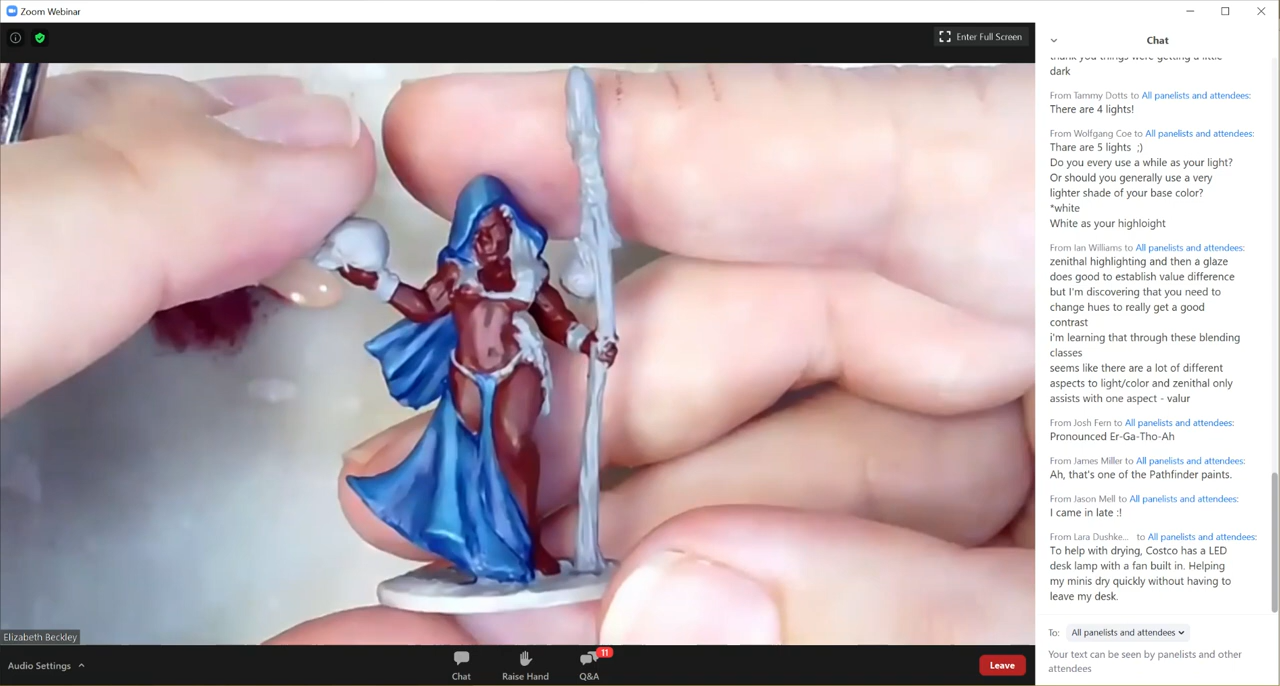 Zoom Webinar
Enter Full Screen
Elizabeth Beckley
Audio Settings
Chat
Raise Hand
11
Q&A
Leave
Chat
thank you things were getting a little
dark
From Tammy Dotts to All panelists and attendees:
There are 4 lights!
From Wolfgang Coe to All panelists and attendees:
Thare are 5 lights ;)
Do you every use a while as your light?
Or should you generally use a very
lighter shade of your base color?
*white
White as your highloight
From Ian Williams to All panelists and attendees:
zenithal highlighting and then a glaze
does good to establish value difference
but I'm discovering that you need to
change hues to really get a good
contrast
i'm learning that through these blending
classes
seems like there are a lot of different
aspects to light/color and zenithal only
assists with one aspect - valur
From Josh Fern to All panelists and attendees:
Pronounced Er-Ga-Tho-Ah
From James Miller to All panelists and attendees:
Ah, that's one of the Pathfinder paints.
From Jason Mell to All panelists and attendees:
I came in late :!
From Lara Dushke... to All panelists and attendees:
To help with drying, Costco has a LED
desk lamp with a fan built in. Helping
my minis dry quickly without having to
leave my desk.
To: All panelists and attendees
Your text can be seen by panelists and other
attendees